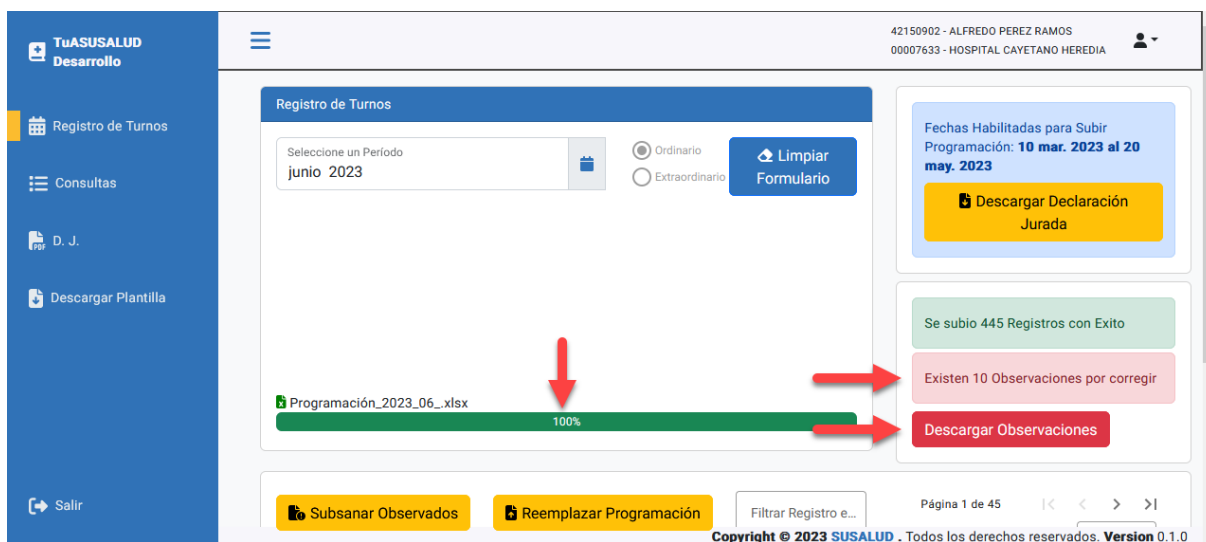 TuASUSALUD
Desarrollo
42150902 - ALFREDO PEREZ RAMOS
00007633 - HOSPITAL CAYETANO HEREDIA
Registro de Turnos
Consultas
PDF
D. J.
Descargar Plantilla
Salir
Registro de Turnos
Seleccione un Período
junio 2023
Ordinario
Extraordinario
Limpiar
Formulario
Programación_2023_06_.xlsx
100%
Fechas Habilitadas para Subir
Programación: 10 mar. 2023 al 20
may. 2023
Descargar Declaración
Jurada
Se subio 445 Registros con Exito
Existen 10 Observaciones por corregir
Descargar Observaciones
Subsanar Observados
Reemplazar Programación
Filtrar Registro e...
Página 1 de 45
Copyright © 2023 SUSALUD . Todos los derechos reservados. Version 0.1.0